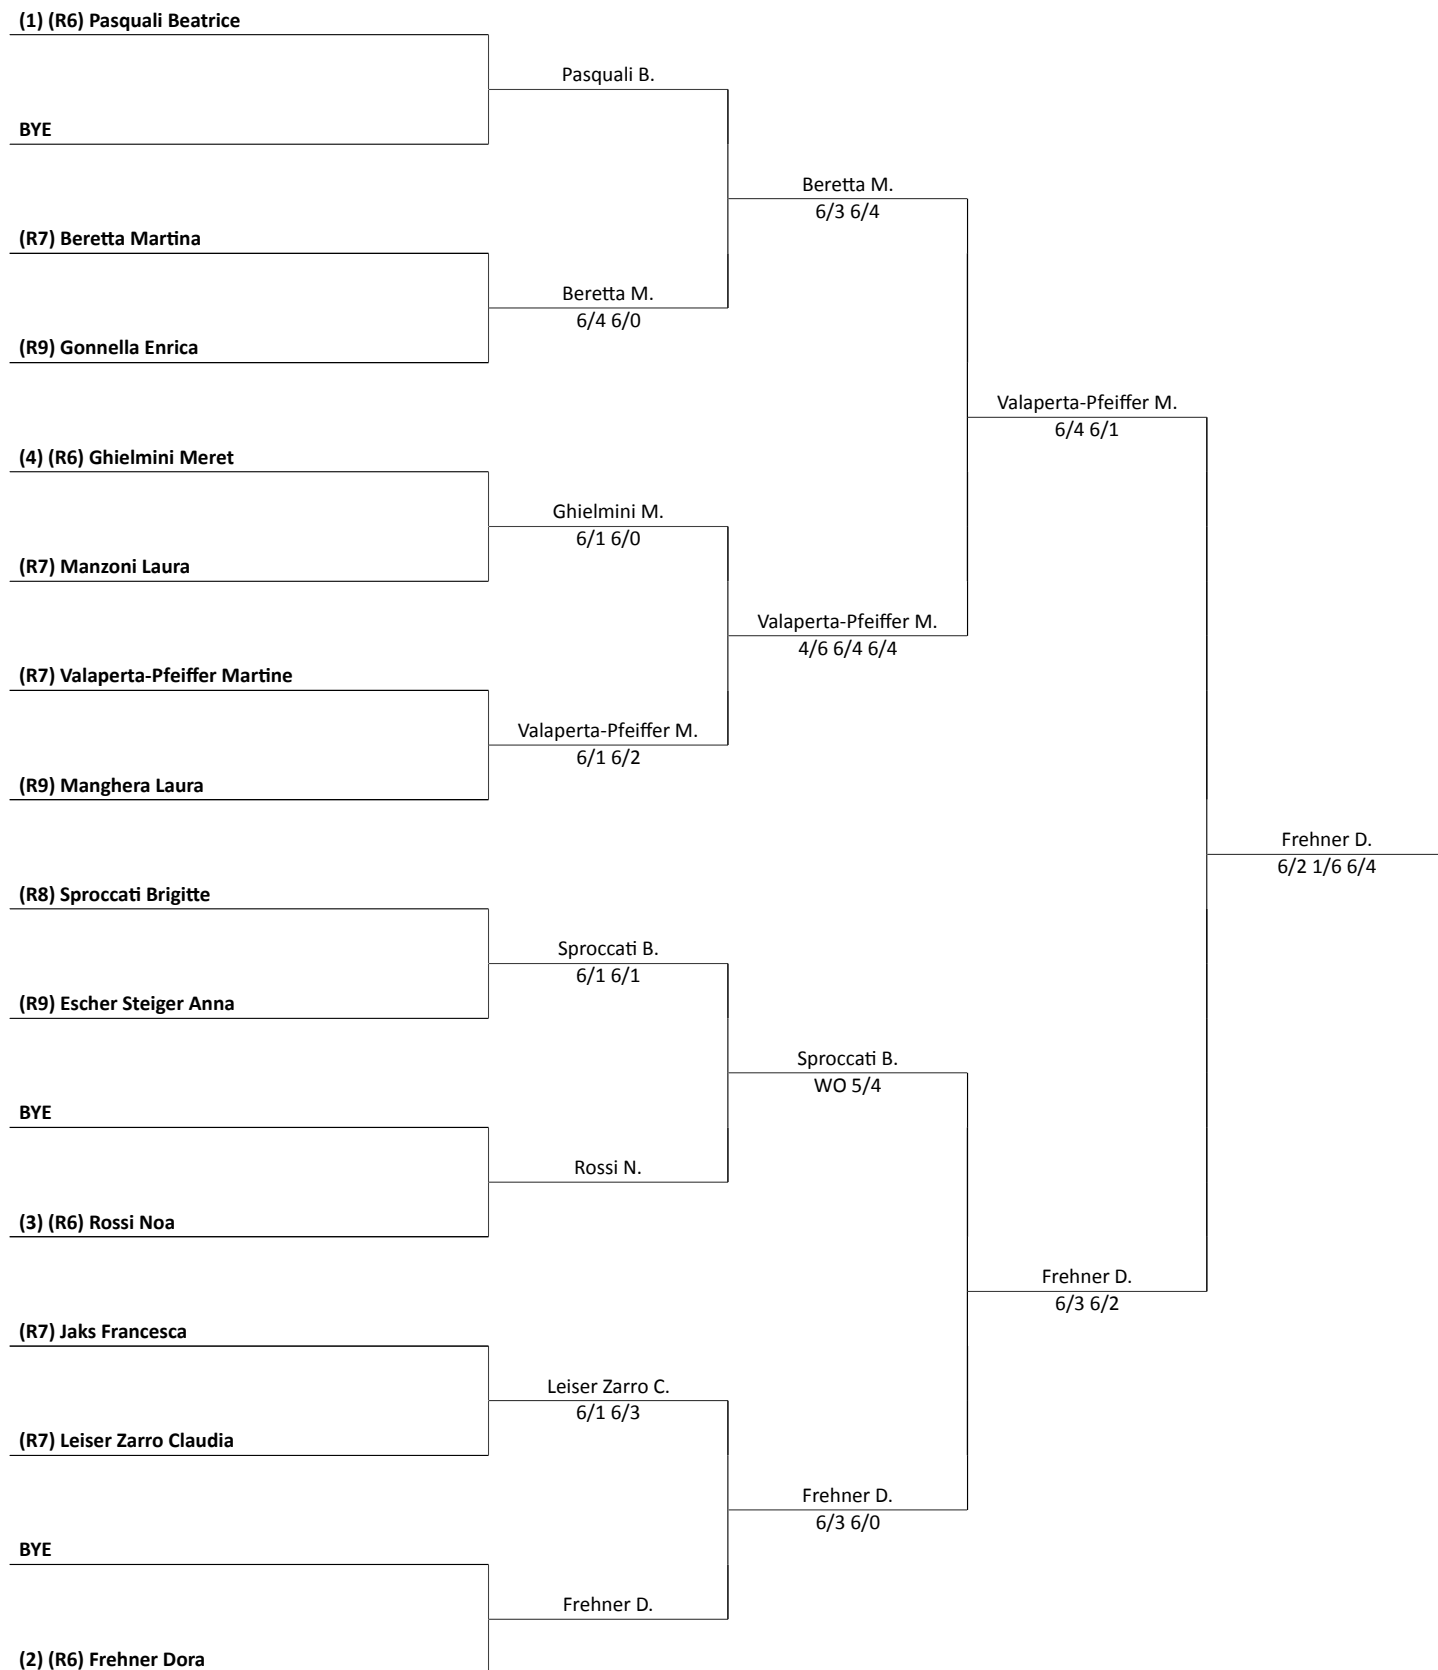 (1) (R6) Pasquali Beatrice
Pasquali B.
BYE
Beretta M.
6/3 6/4
(R7) Beretta Martina
Beretta M.
6/4 6/0
(R9) Gonnella Enrica
Valaperta-Pfeiffer M.
6/4 6/1
(4) (R6) Ghielmini Meret
Ghielmini M.
6/1 6/0
(R7) Manzoni Laura
Valaperta-Pfeiffer M.
4/6 6/4 6/4
(R7) Valaperta-Pfeiffer Martine
Valaperta-Pfeiffer M.
6/1 6/2
(R9) Manghera Laura
Frehner D.
6/2 1/6 6/4
(R8) Sproccati Brigitte
Sproccati B.
6/1 6/1
(R9) Escher Steiger Anna
Sproccati B.
WO 5/4
BYE
Rossi N.
(3) (R6) Rossi Noa
Frehner D.
6/3 6/2
(R7) Jaks Francesca
Leiser Zarro C.
6/1 6/3
(R7) Leiser Zarro Claudia
Frehner D.
6/3 6/0
BYE
Frehner D.
(2) (R6) Frehner Dora